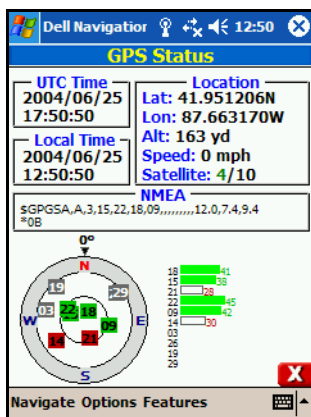 Dell Navigation 12:50
GPS Status
UTC Time
2004/06/25
17:50:50
Local Time
2004/06/25
12:50:50
Location
Lat: 41.951206N
Lon: 87.663170W
Alt: 163 yd
Speed: 0 mph
Satellite: 4/10
NMEA
$GPGSA,A,3,15,22,18,09,,,,,,,,,12.0,7.4,9.4
*0B
0°
N
19
29
03
22
18
W
09
E
14
21
S
18 41
15 38
21 28
22 45
09 42
14 30
03
26
19
29
X
Navigate Options Features